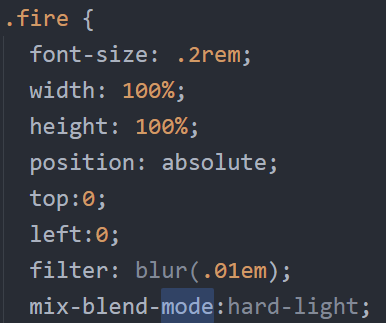 .fire {
font-size: .2rem;
width: 100%;
height: 100%;
position: absolute;
top:0;
left:0;
filter: blur(.01em);
mix-blend-mode:hard-light;